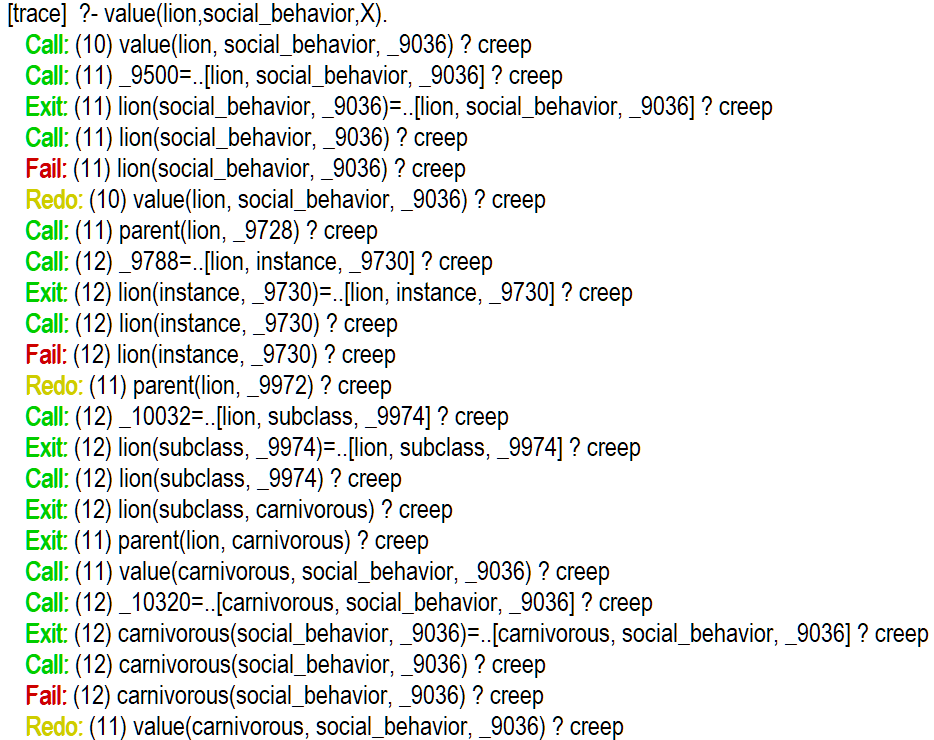 [trace]  ?- value(lion,social_behavior,X).
Call: (10) value(lion, social_behavior, _9036) ? creep
Call: (11) _9500=..[lion, social_behavior, _9036] ? creep
Exit: (11) lion(social_behavior, _9036)=..[lion, social_behavior, _9036] ? creep
Call: (11) lion(social_behavior, _9036) ? creep
Fail: (11) lion(social_behavior, _9036) ? creep
Redo: (10) value(lion, social_behavior, _9036) ? creep
Call: (11) parent(lion, _9728) ? creep
Call: (12) _9788=..[lion, instance, _9730] ? creep
Exit: (12) lion(instance, _9730)=..[lion, instance, _9730] ? creep
Call: (12) lion(instance, _9730) ? creep
Fail: (12) lion(instance, _9730) ? creep
Redo: (11) parent(lion, _9972) ? creep
Call: (12) _10032=..[lion, subclass, _9974] ? creep
Exit: (12) lion(subclass, _9974)=..[lion, subclass, _9974] ? creep
Call: (12) lion(subclass, _9974) ? creep
Exit: (12) lion(subclass, carnivorous) ? creep
Exit: (11) parent(lion, carnivorous) ? creep
Call: (11) value(carnivorous, social_behavior, _9036) ? creep
Call: (12) _10320=..[carnivorous, social_behavior, _9036] ? creep
Exit: (12) carnivorous(social_behavior, _9036)=..[carnivorous, social_behavior, _9036] ? creep
Call: (12) carnivorous(social_behavior, _9036) ? creep
Fail: (12) carnivorous(social_behavior, _9036) ? creep
Redo: (11) value(carnivorous, social_behavior, _9036) ? creep